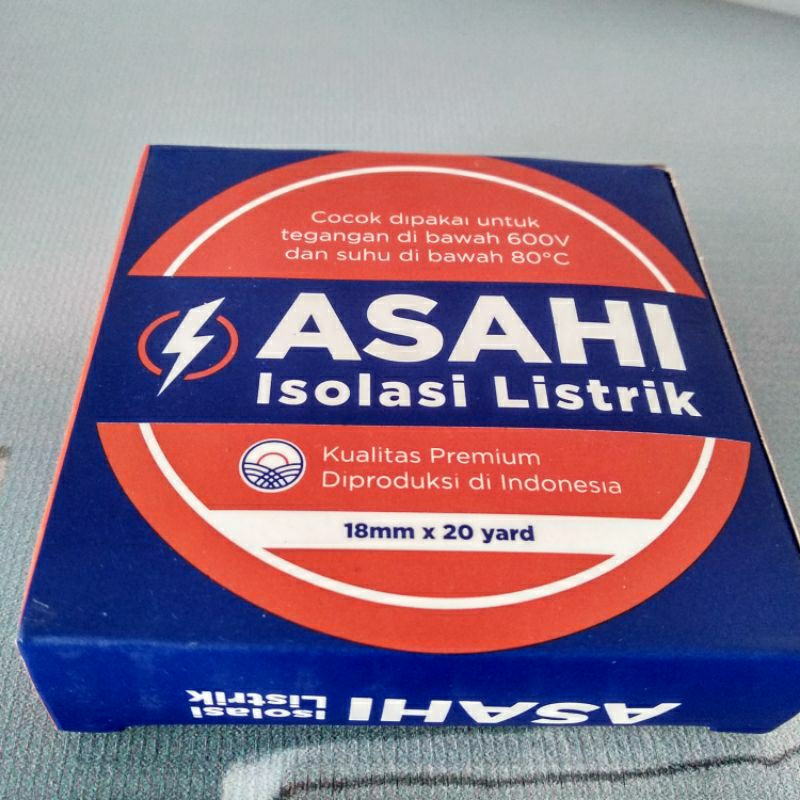 Cocok dipakai untuk
tegangan di bawah 600V
dan suhu di bawah 80°C
ASAHI
Isolasi Listrik
Kualitas Premium
Diproduksi di Indonesia
18mm x 20 yard
ASAHI Isolasi
Listrik